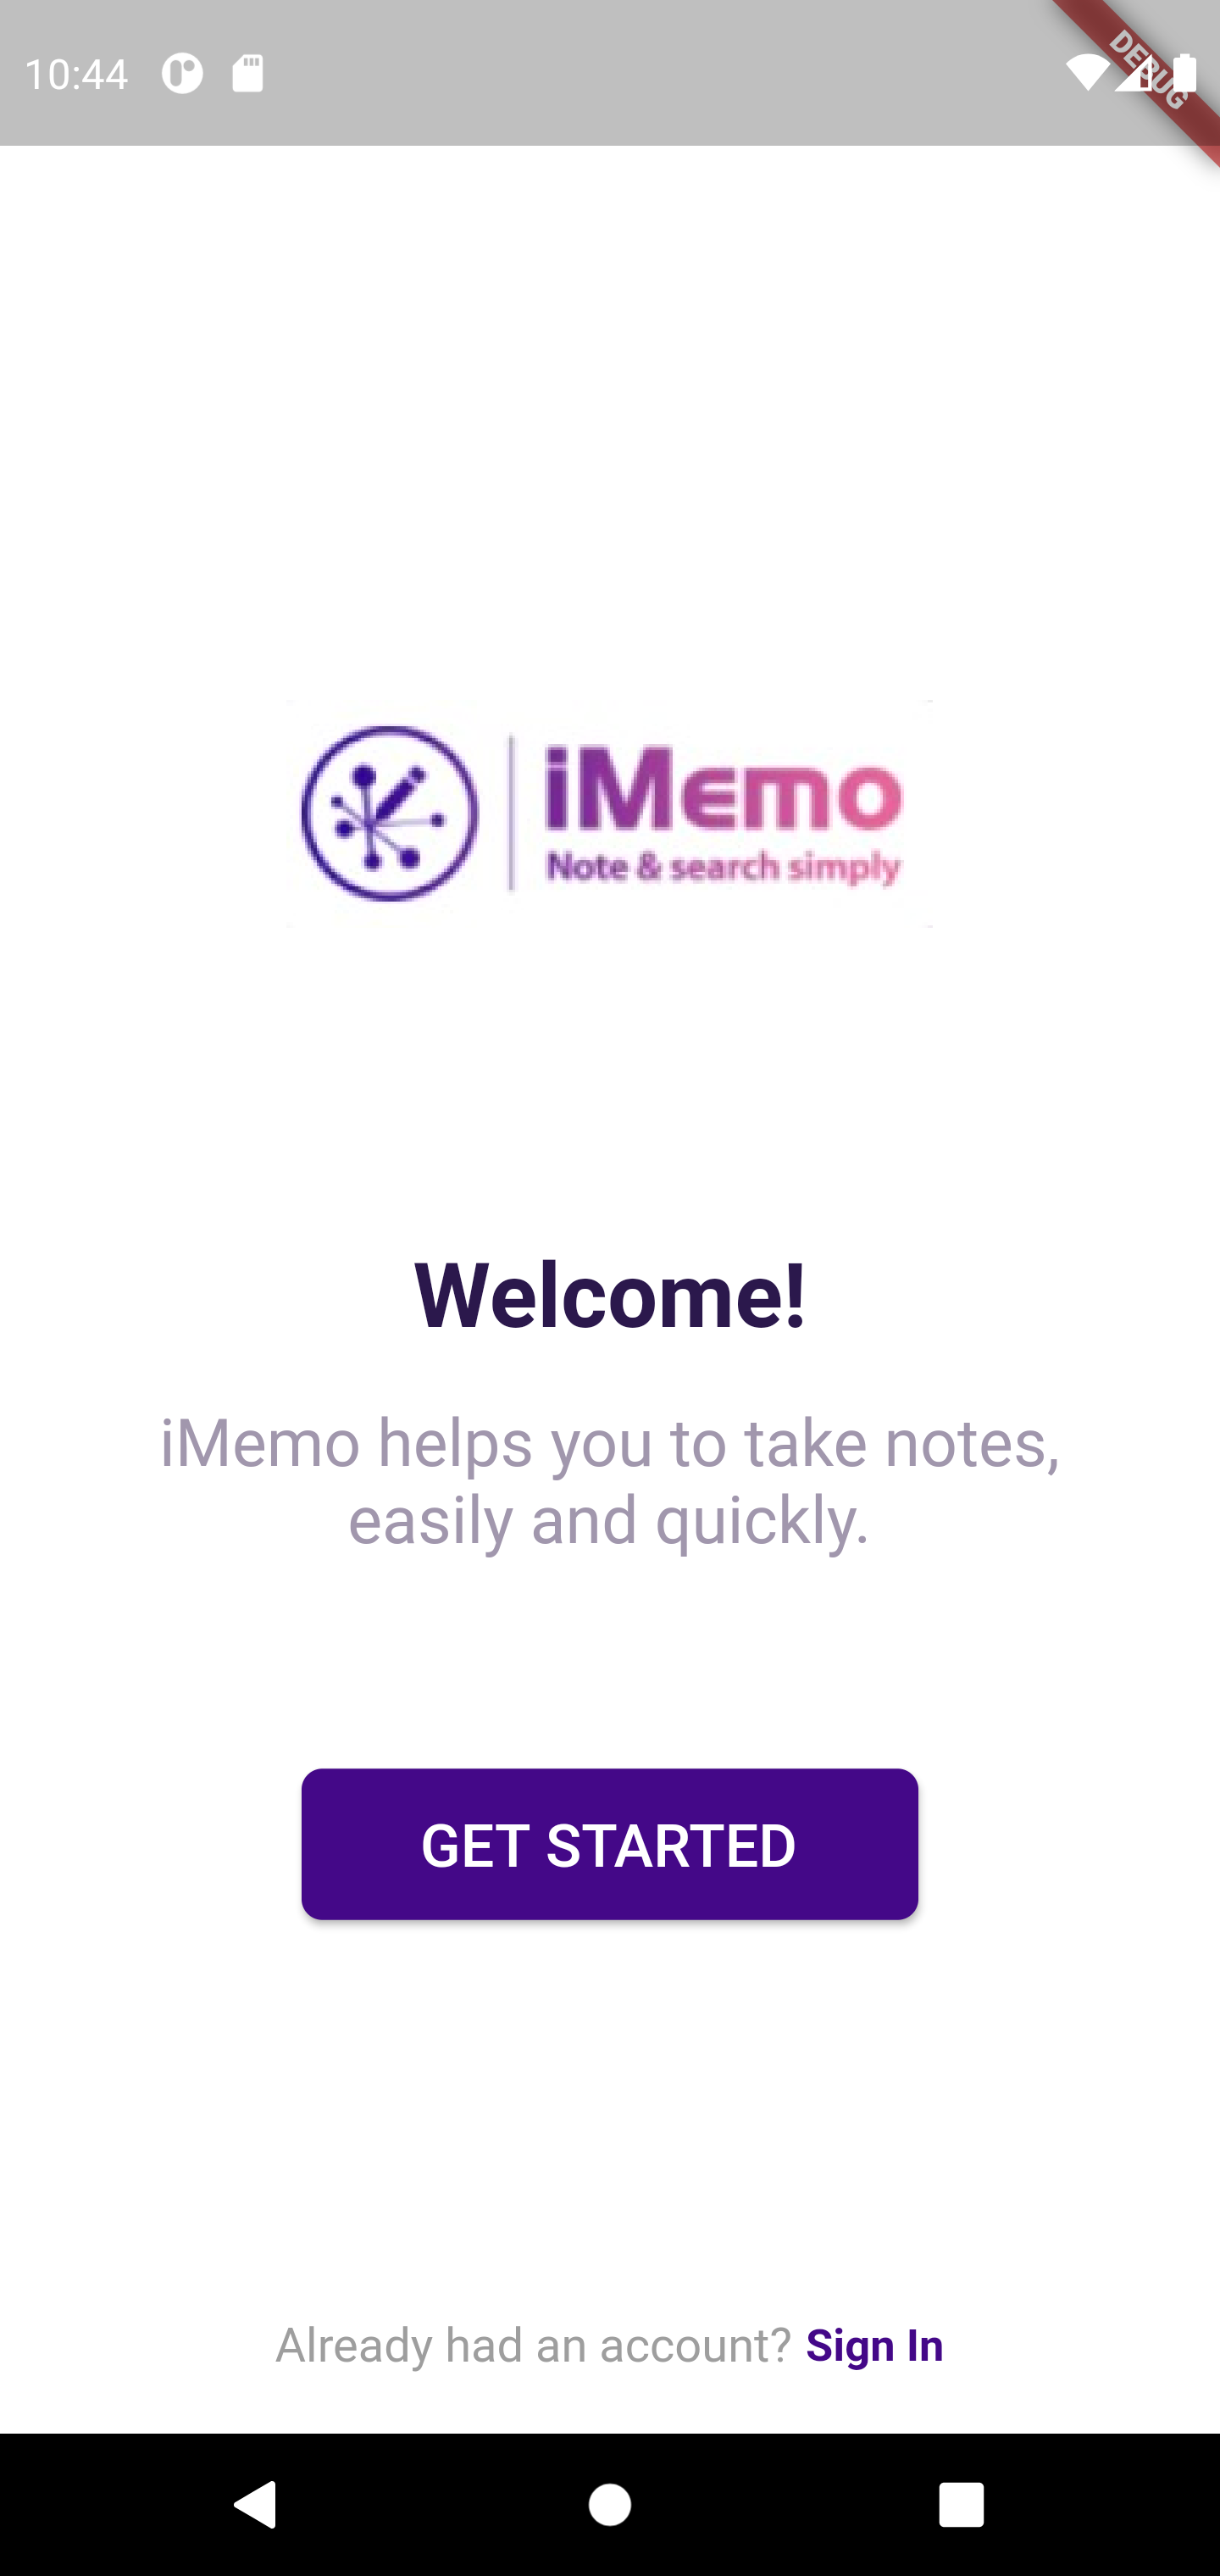 10:44
DEBUG
iMemo
Note & search simply
Welcome!
iMemo helps you to take notes,
easily and quickly.
GET STARTED
Already had an account? Sign In